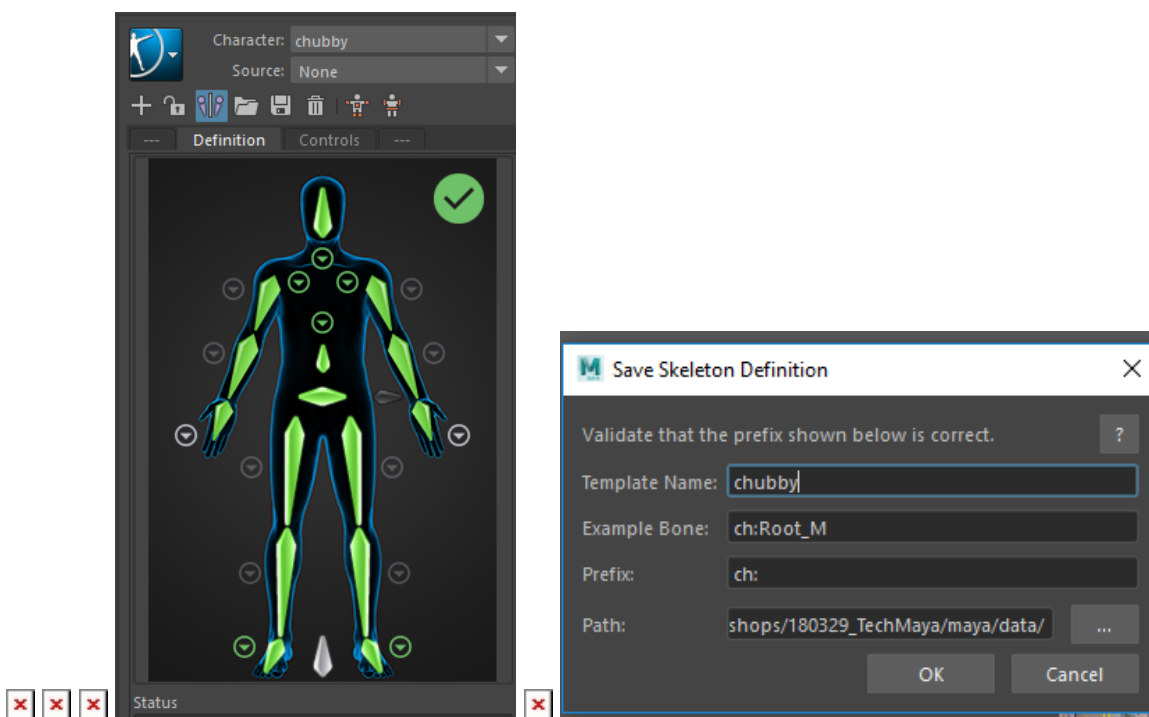 Character: chubby
Source: None
--- Definition Controls ---
Status
Save Skeleton Definition
Validate that the prefix shown below is correct. ?
Template Name: chubby
Example Bone: ch:Root_M
Prefix: ch:
Path: shops/180329_TechMaya/maya/data/ ...
OK Cancel